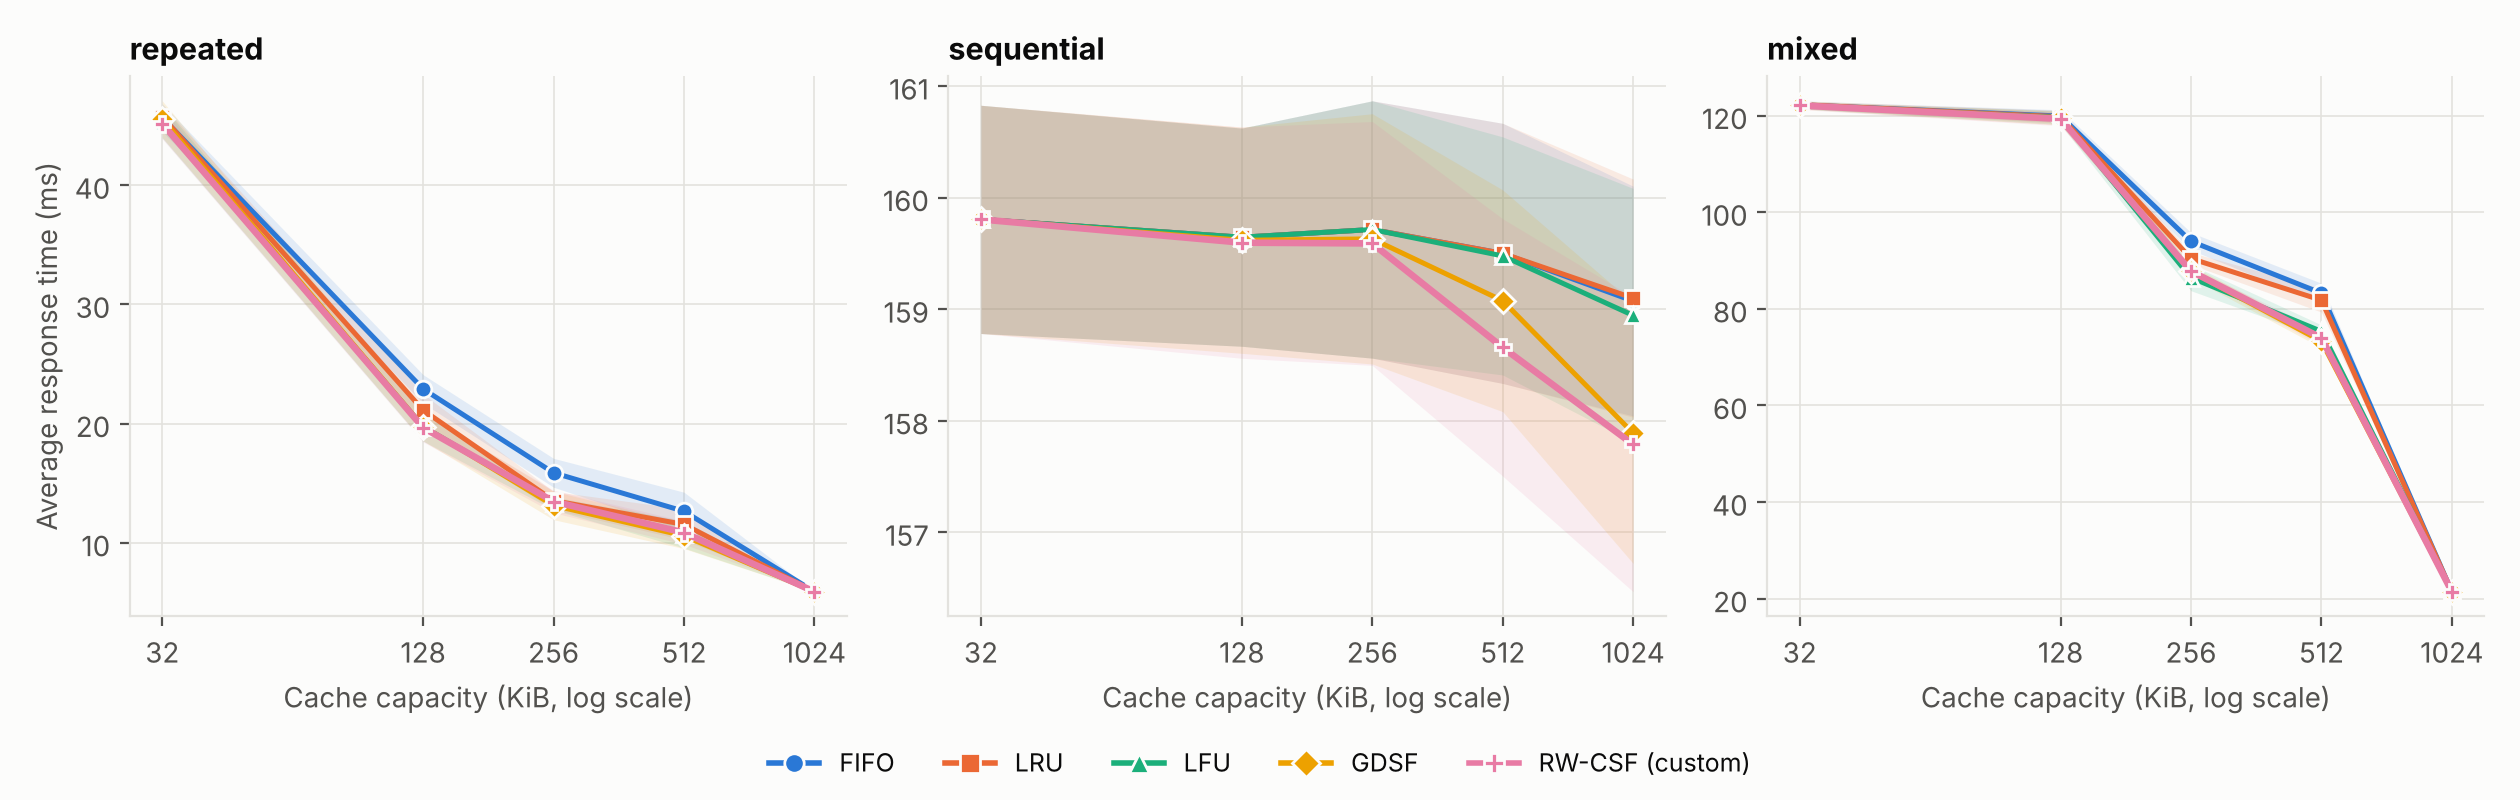 repeated
sequential
mixed
Average response time (ms)
40
30
20
10
32
128
256
512
1024
Cache capacity (KiB, log scale)
161
160
159
158
157
32
128
256
512
1024
Cache capacity (KiB, log scale)
120
100
80
60
40
20
32
128
256
512
1024
Cache capacity (KiB, log scale)
FIFO
LRU
LFU
GDSF
RW-CSF (custom)